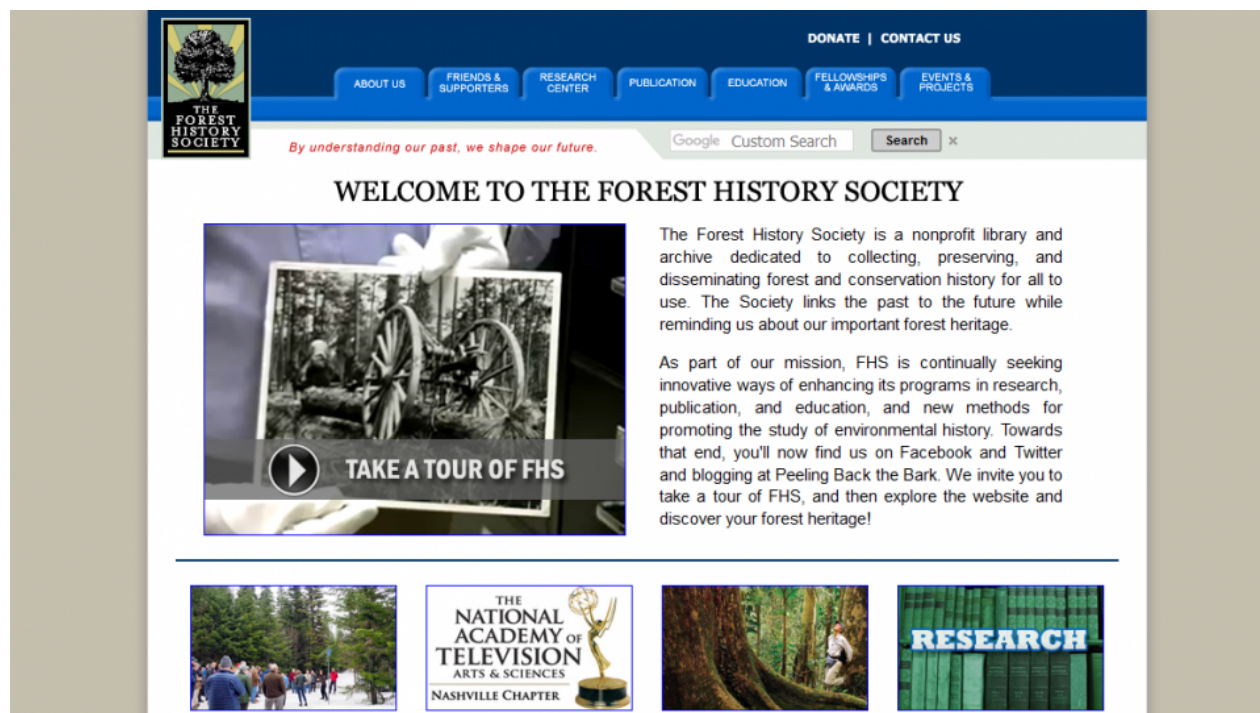 DONATE | CONTACT US
ABOUT US
FRIENDS &
SUPPORTERS
RESEARCH
CENTER
PUBLICATION
EDUCATION
FELLOWSHIPS
& AWARDS
EVENTS &
PROJECTS
THE
FOREST
HISTORY
SOCIETY
By understanding our past, we shape our future.
Google Custom Search
Search ×
WELCOME TO THE FOREST HISTORY SOCIETY
TAKE A TOUR OF FHS
The Forest History Society is a nonprofit library and
archive dedicated to collecting, preserving, and
disseminating forest and conservation history for all to
use. The Society links the past to the future while
reminding us about our important forest heritage.
As part of our mission, FHS is continually seeking
innovative ways of enhancing its programs in research,
publication, and education, and new methods for
promoting the study of environmental history. Towards
that end, you'll now find us on Facebook and Twitter
and blogging at Peeling Back the Bark. We invite you to
take a tour of FHS, and then explore the website and
discover your forest heritage!
THE
NATIONAL
ACADEMY OF
TELEVISION
ARTS & SCIENCES
NASHVILLE CHAPTER
RESEARCH